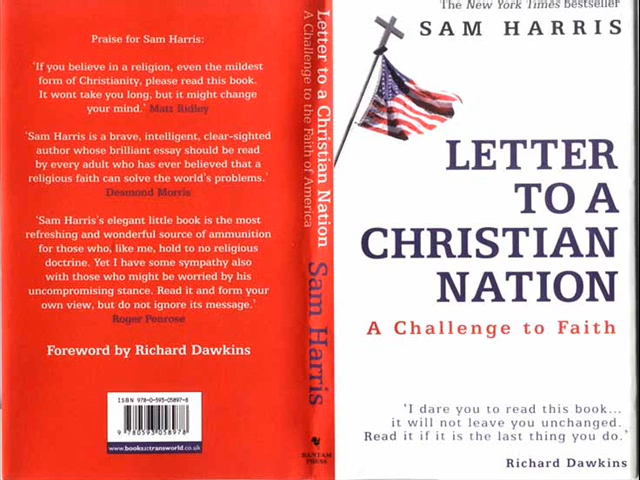 Praise for Sam Harris:
'If you believe in a religion, even the mildest
form of Christianity, please read this book.
It wont take you long, but it might change
your mind.' Matt Ridley
'Sam Harris is a brave, intelligent, clear-sighted
author whose brilliant essay should be read
by every adult who has ever believed that a
religious faith can solve the world's problems.'
Desmond Morris
'Sam Harris's elegant little book is the most
refreshing and wonderful source of ammunition
for those who, like me, hold to no religious
doctrine. Yet I have some sympathy also
with those who might be worried by his
uncompromising stance. Read it and form your
own view, but do not ignore its message.'
Roger Penrose
Foreword by Richard Dawkins
ISBN 978-0-593-05897-8
9 780593 058978
www.booksattransworld.co.uk
Letter to a Christian Nation
A Challenge to the Faith of America
Sam Harris
BANTAM
PRESS
The New York Times bestseller
SAM HARRIS
LETTER
TO A
CHRISTIAN
NATION
A Challenge to Faith
'I dare you to read this book...
it will not leave you unchanged.
Read it if it is the last thing you do.'
Richard Dawkins